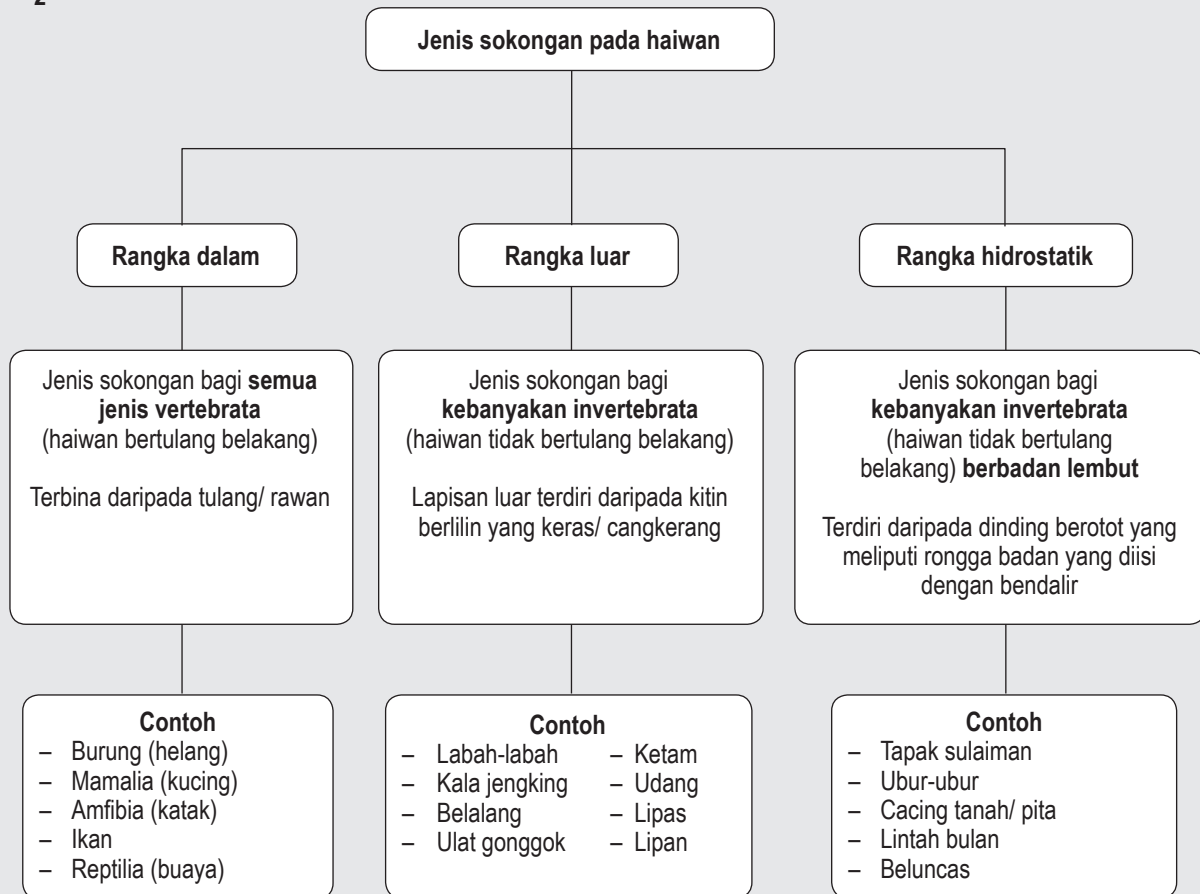 2
Jenis sokongan pada haiwan
Rangka dalam
Rangka luar
Rangka hidrostatik
Jenis sokongan bagi semua
jenis vertebrata
(haiwan bertulang belakang)
Terbina daripada tulang/ rawan
Jenis sokongan bagi
kebanyakan invertebrata
(haiwan tidak bertulang belakang)
Lapisan luar terdiri daripada kitin
berlilin yang keras/ cangkerang
Jenis sokongan bagi
kebanyakan invertebrata
(haiwan tidak bertulang
belakang) berbadan lembut
Terdiri daripada dinding berotot yang
meliputi rongga badan yang diisi
dengan bendalir
Contoh
– Burung (helang)
– Mamalia (kucing)
– Amfibia (katak)
– Ikan
– Reptilia (buaya)
Contoh
– Labah-labah
– Kala jengking
– Belalang
– Ulat gonggok
– Ketam
– Udang
– Lipas
– Lipan
Contoh
– Tapak sulaiman
– Ubur-ubur
– Cacing tanah/ pita
– Lintah bulan
– Beluncas